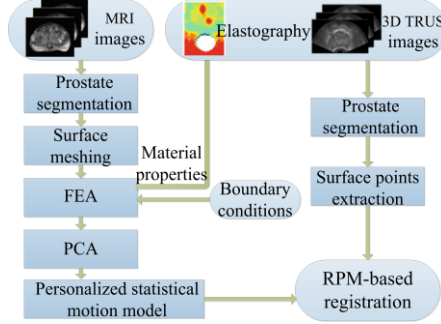 MRI
images
Elastography
3D TRUS
images
Prostate
segmentation
Surface
meshing
Material
properties
FEA
Boundary
conditions
PCA
Personalized statistical
motion model
Prostate
segmentation
Surface points
extraction
RPM-based
registration